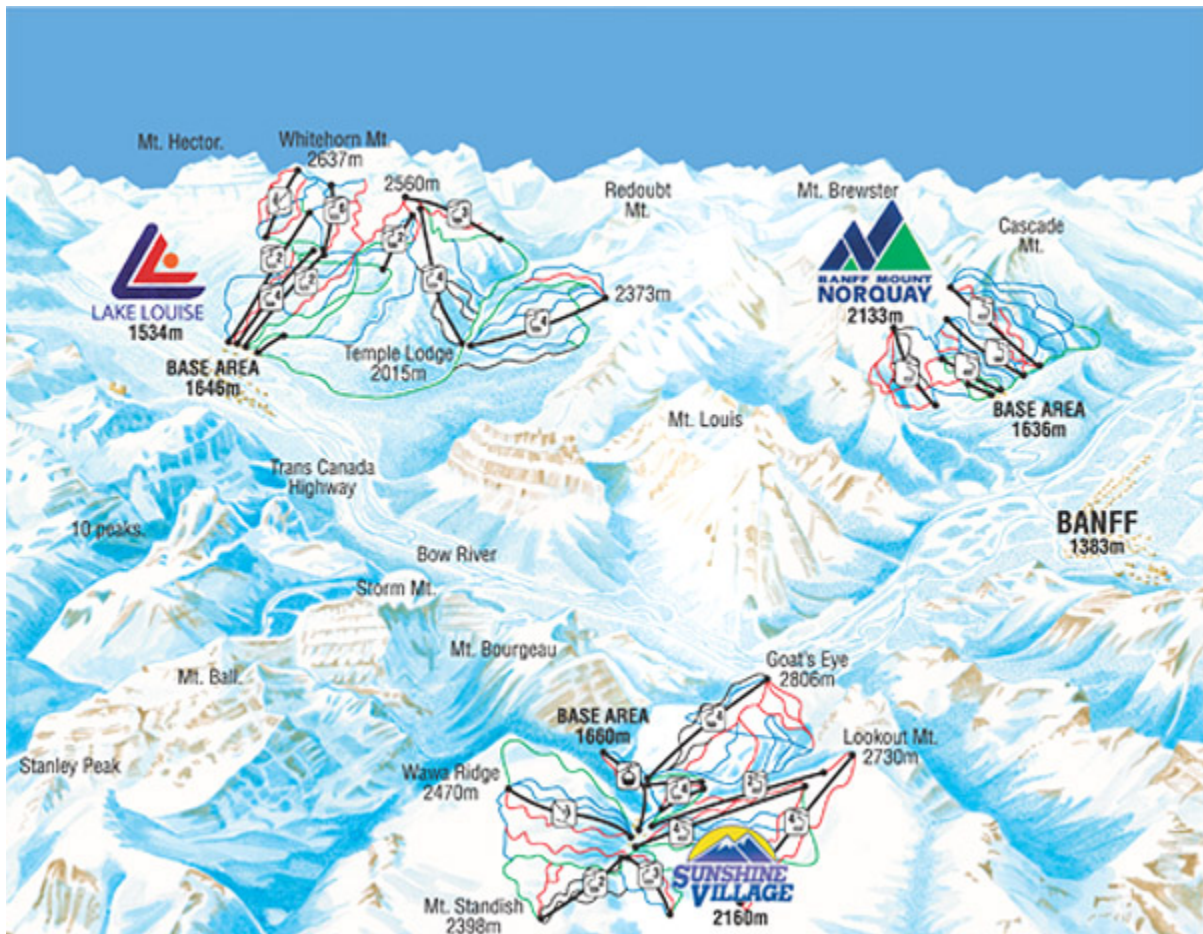 Mt. Hector.
Whitehorn Mt.
2637m
2560m
Redoubt
Mt.
Mt. Brewster
Cascade
Mt.
LAKE LOUISE
1534m
BANFF MOUNT
NORQUAY
2133m
2373m
BASE AREA
1646m
Temple Lodge
2015m
BASE AREA
1636m
Mt. Louis
Trans Canada
Highway
10 peaks.
BANFF
1383m
Bow River
Storm Mt.
Mt. Bourgeau
Mt. Ball.
Goat's Eye
2806m
BASE AREA
1660m
Lookout Mt.
2730m
Stanley Peak
Wawa Ridge
2470m
SUNSHINE
VILLAGE
2160m
Mt. Standish
2398m